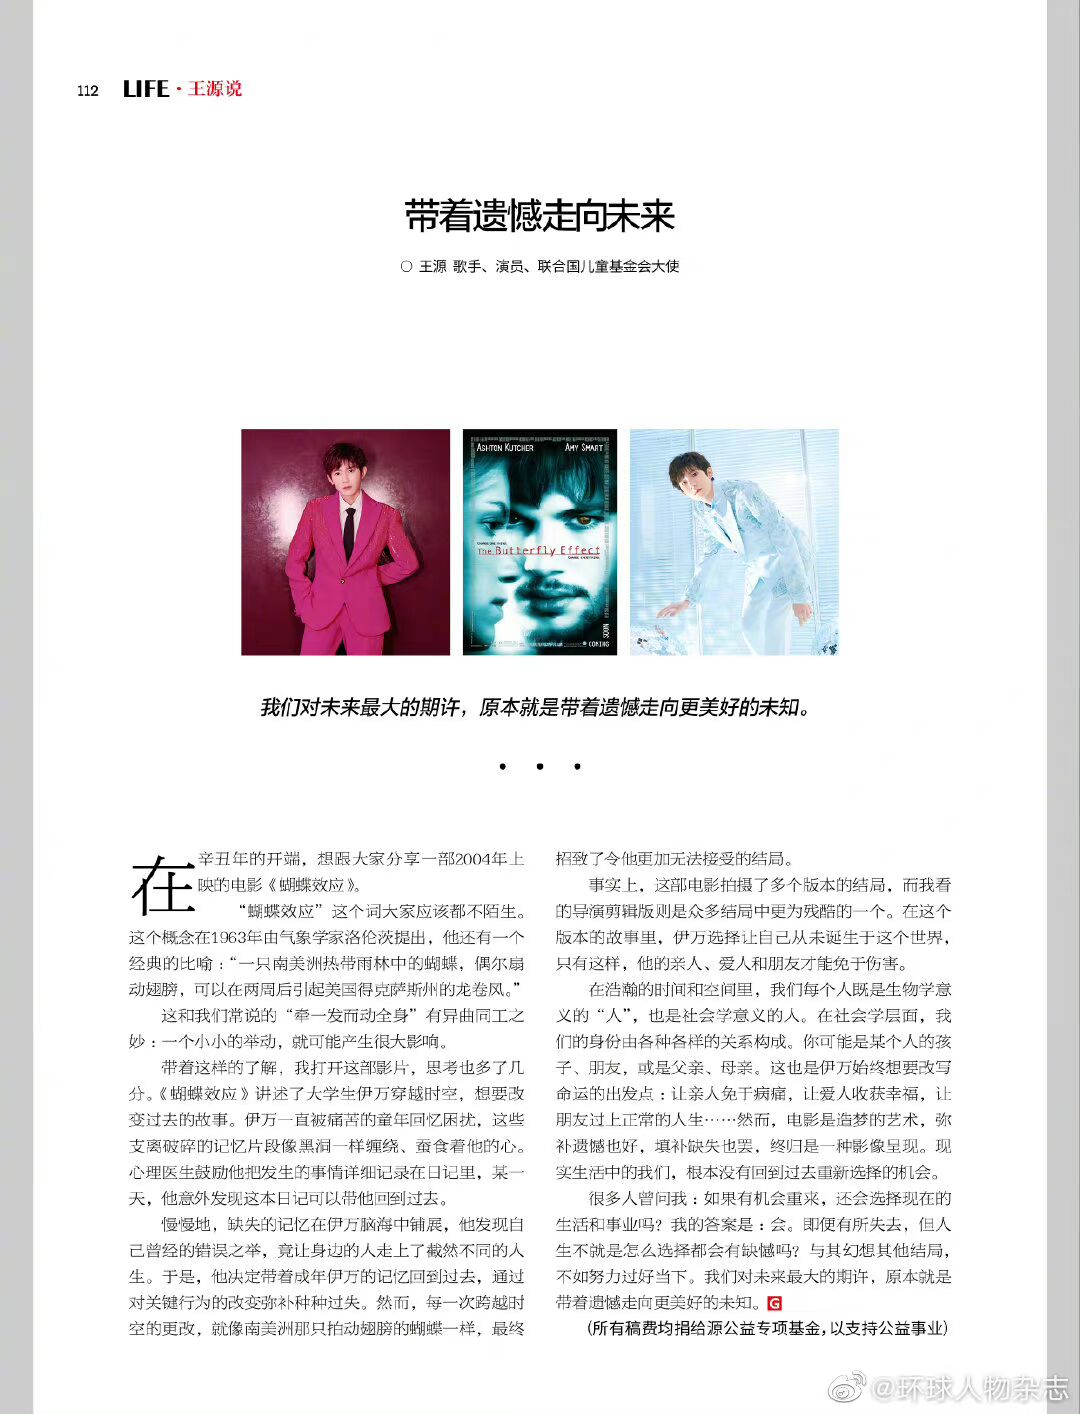 112 LIFE·王源说
带着遗憾走向未来
○ 王源 歌手、演员、联合国儿童基金会大使
ASHTON KUTCHER AMY SMART
CHANGE ONE THING.
The Butterfly Effect
CHANGE EVERYTHING.
COMING SOON
我们对未来最大的期许，原本就是带着遗憾走向更美好的未知。
• • •
在辛丑年的开端，想跟大家分享一部2004年上
映的电影《蝴蝶效应》。
“蝴蝶效应”这个词大家应该都不陌生。
这个概念在1963年由气象学家洛伦茨提出，他还有一个
经典的比喻：“一只南美洲热带雨林中的蝴蝶，偶尔扇
动翅膀，可以在两周后引起美国得克萨斯州的龙卷风。”
这和我们常说的“牵一发而动全身”有异曲同工之
妙：一个小小的举动，就可能产生很大影响。
带着这样的了解，我打开这部影片，思考也多了几
分。《蝴蝶效应》讲述了大学生伊万穿越时空，想要改
变过去的故事。伊万一直被痛苦的童年回忆困扰，这些
支离破碎的记忆片段像黑洞一样缠绕、蚕食着他的心。
心理医生鼓励他把发生的事情详细记录在日记里，某一
天，他意外发现这本日记可以带他回到过去。
慢慢地，缺失的记忆在伊万脑海中铺展，他发现自
己曾经的错误之举，竟让身边的人走上了截然不同的人
生。于是，他决定带着成年伊万的记忆回到过去，通过
对关键行为的改变弥补种种过失。然而，每一次跨越时
空的更改，就像南美洲那只拍动翅膀的蝴蝶一样，最终
招致了令他更加无法接受的结局。
事实上，这部电影拍摄了多个版本的结局，而我看
的导演剪辑版则是众多结局中更为残酷的一个。在这个
版本的故事里，伊万选择让自己从未诞生于这个世界，
只有这样，他的亲人、爱人和朋友才能免于伤害。
在浩瀚的时间和空间里，我们每个人既是生物学意
义的“人”，也是社会学意义的人。在社会学层面，我
们的身份由各种各样的关系构成。你可能是某个人的孩
子、朋友，或是父亲、母亲。这也是伊万始终想要改写
命运的出发点：让亲人免于病痛，让爱人收获幸福，让
朋友过上正常的人生……然而，电影是造梦的艺术，弥
补遗憾也好，填补缺失也罢，终归是一种影像呈现。现
实生活中的我们，根本没有回到过去重新选择的机会。
很多人曾问我：如果有机会重来，还会选择现在的
生活和事业吗？我的答案是：会。即便有所失去，但人
生不就是怎么选择都会有缺憾吗？与其幻想其他结局，
不如努力过好当下。我们对未来最大的期许，原本就是
带着遗憾走向更美好的未知。G
（所有稿费均捐给源公益专项基金，以支持公益事业）
@环球人物杂志